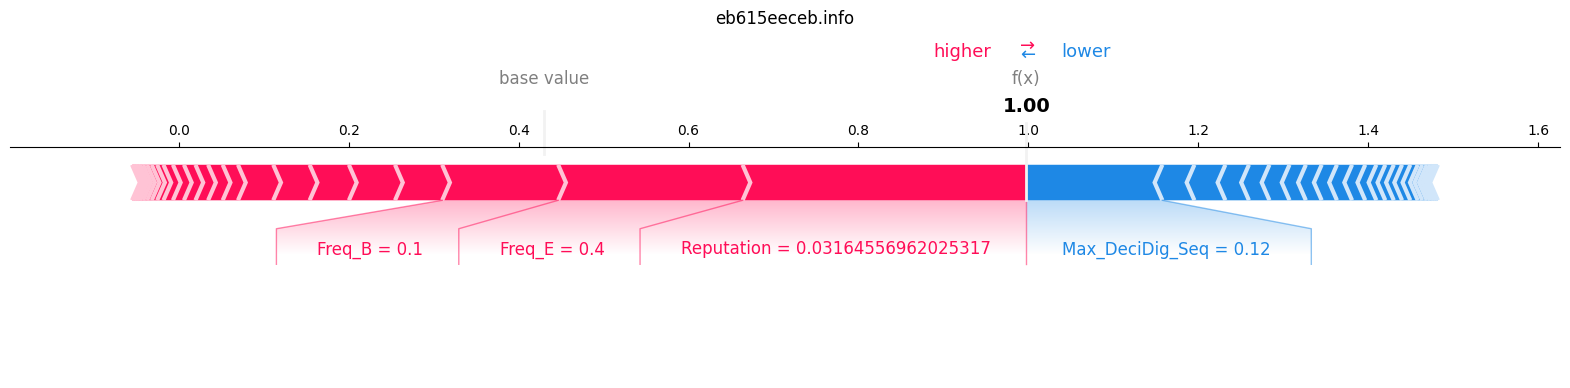 eb615eeceb.info
higher ⇄ lower
base value f(x)
1.00
0.0 0.2 0.4 0.6 0.8 1.0 1.2 1.4 1.6
Freq_B = 0.1 Freq_E = 0.4 Reputation = 0.03164556962025317 Max_DeciDig_Seq = 0.12